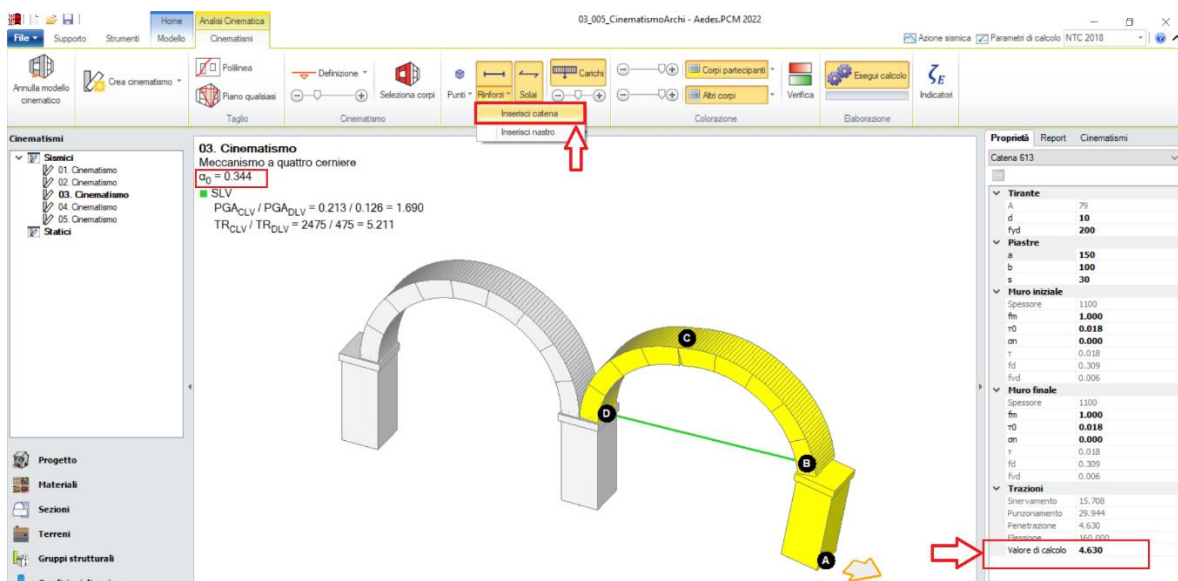 03_005_CinematismoArchi - Aedes.PCM 2022
Home
Analisi Cinematica
File
Supporto
Strumenti
Modello
Cinematismi
Azione sismica
Parametri di calcolo
NTC 2018
Annulla modello
cinematico
Crea cinematismo
Polilinea
Piano qualsiasi
Taglio
Definizione
Seleziona corpi
Cinematismo
Punti
Rinforzi
Solai
Carichi
Inserisci catena
Inserisci nastro
Corpi partecipanti
Altri corpi
Verifica
Colorazione
Esegui calcolo
Elaborazione
ζE
Indicatori
Cinematismi
Sismici
01. Cinematismo
02. Cinematismo
03. Cinematismo
04. Cinematismo
05. Cinematismo
Statici
Progetto
Materiali
Sezioni
Terreni
Gruppi strutturali
03. Cinematismo
Meccanismo a quattro cerniere
α0 = 0.344
SLV
PGACLV / PGADLV = 0.213 / 0.126 = 1.690
TRCLV / TRDLV = 2475 / 475 = 5.211
C
D
B
A
Proprietà Report Cinematismi
Catena 613
Tirante
A 79
d 10
fyd 200
Piastre
a 150
b 100
s 30
Muro iniziale
Spessore 1100
fm 1.000
τ0 0.018
σn 0.000
τ 0.018
fd 0.309
fvd 0.006
Muro finale
Spessore 1100
fm 1.000
τ0 0.018
σn 0.000
τ 0.018
fd 0.309
fvd 0.006
Trazioni
Snervamento 15.708
Punzonamento 29.944
Penetrazione 4.630
Flessione 160.000
Valore di calcolo 4.630